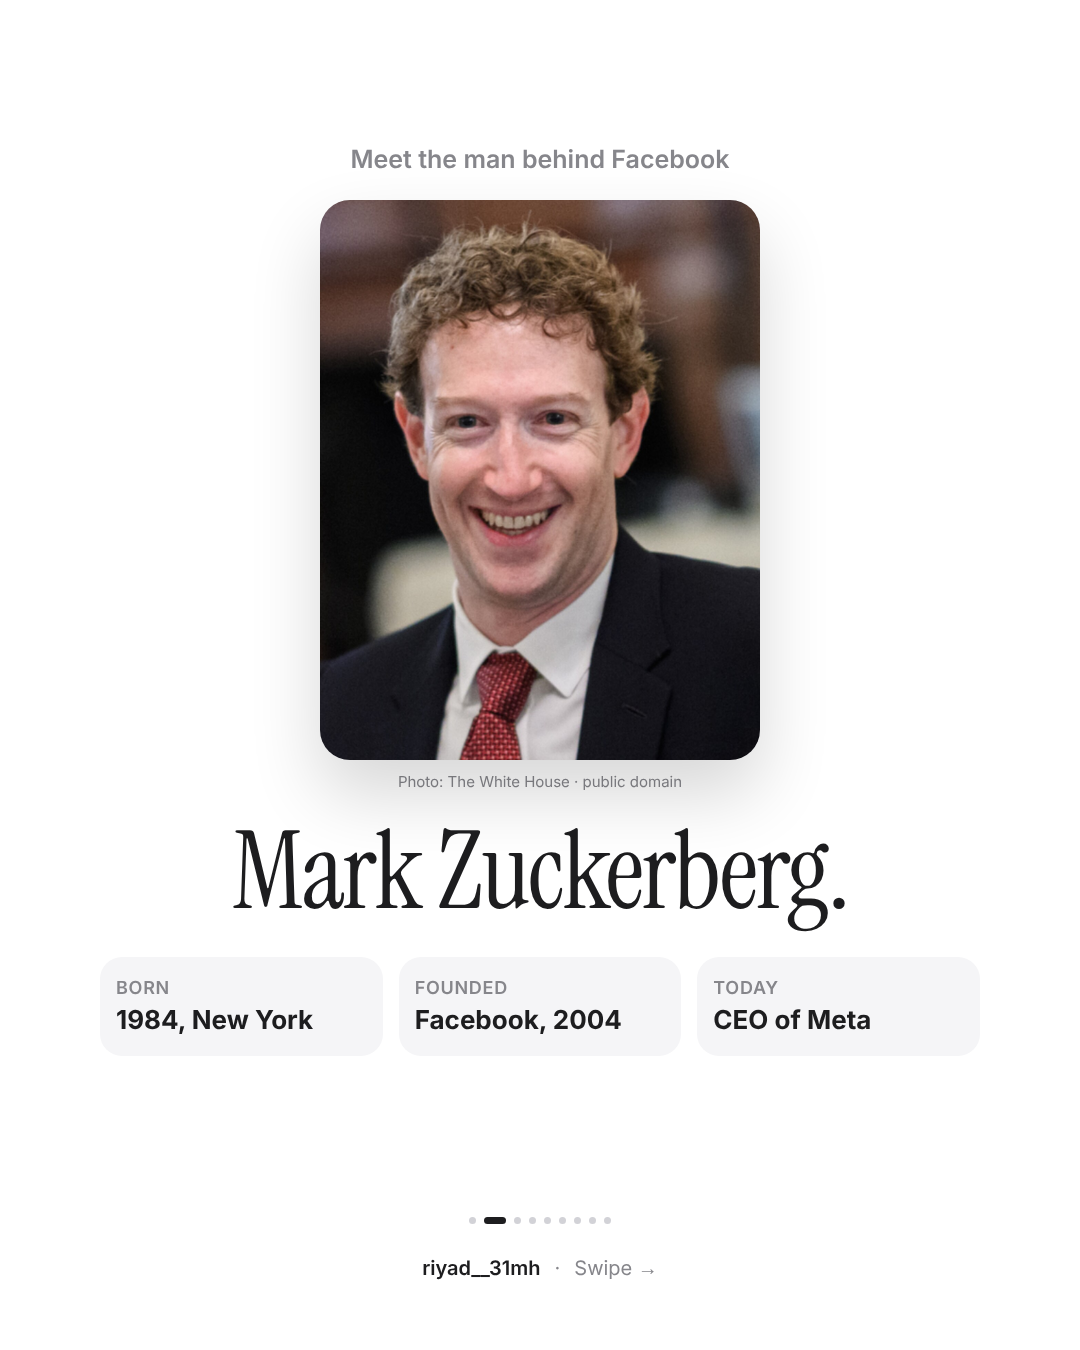 Meet the man behind Facebook
Photo: The White House · public domain
Mark Zuckerberg.
BORN
1984, New York
FOUNDED
Facebook, 2004
TODAY
CEO of Meta
riyad__31mh · Swipe →